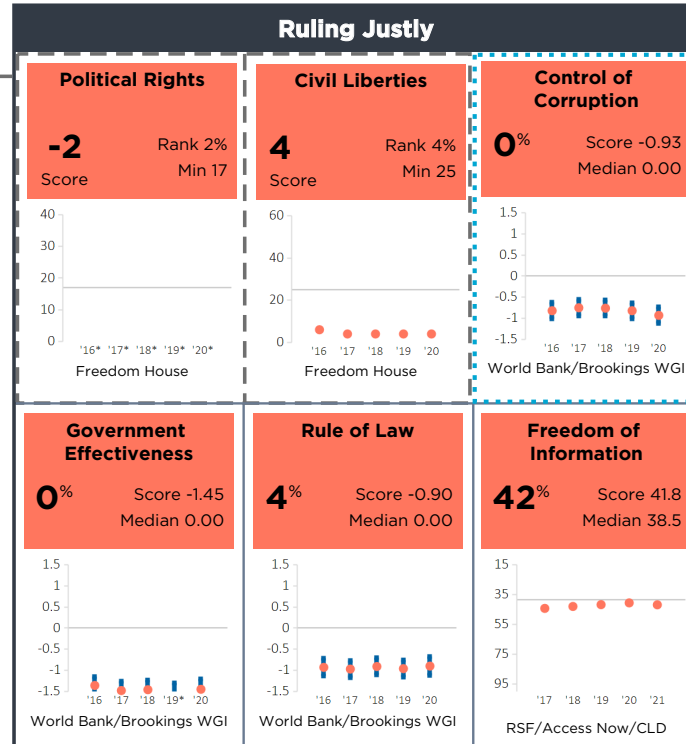 Ruling Justly
Political Rights
-2
Score
Rank 2%
Min 17
40
30
20
10
0
'16* '17* '18* '19* '20*
Freedom House
Civil Liberties
4
Score
Rank 4%
Min 25
60
40
20
0
'16 '17 '18 '19 '20
Freedom House
Control of
Corruption
0%
Score -0.93
Median 0.00
1.5
1
0.5
0
-0.5
-1
-1.5
'16 '17 '18 '19 '20
World Bank/Brookings WGI
Government
Effectiveness
0%
Score -1.45
Median 0.00
1.5
1
0.5
0
-0.5
-1
-1.5
'16 '17 '18 '19* '20
World Bank/Brookings WGI
Rule of Law
4%
Score -0.90
Median 0.00
1.5
1
0.5
0
-0.5
-1
-1.5
'16 '17 '18 '19 '20
World Bank/Brookings WGI
Freedom of
Information
42%
Score 41.8
Median 38.5
15
35
55
75
95
'17 '18 '19 '20 '21
RSF/Access Now/CLD